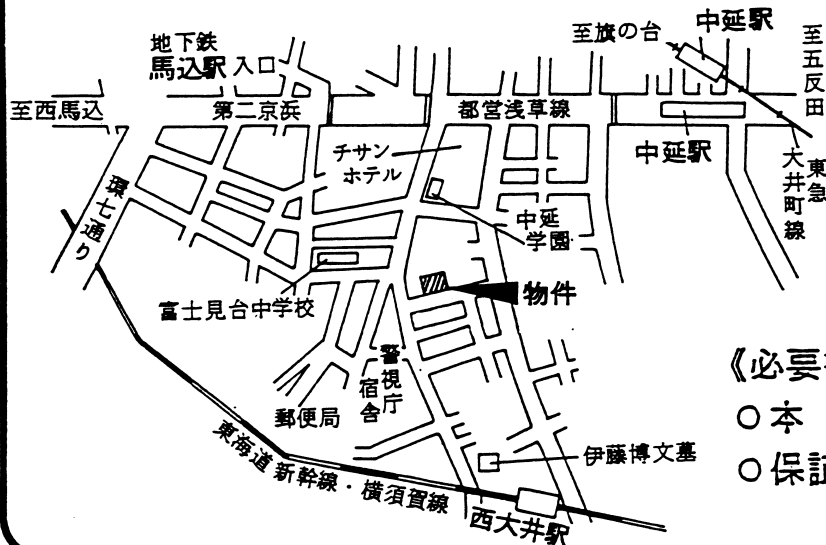 地下鉄
馬込駅入口
至旗の台
中延駅
至五反田
至西馬込
第二京浜
都営浅草線
中延駅
東急
大井町線
チサン
ホテル
環七通り
中延
学園
物件
富士見台中学校
警視庁
宿舎
郵便局
東海道新幹線・横須賀線
伊藤博文墓
西大井駅
《必要
○本
○保証